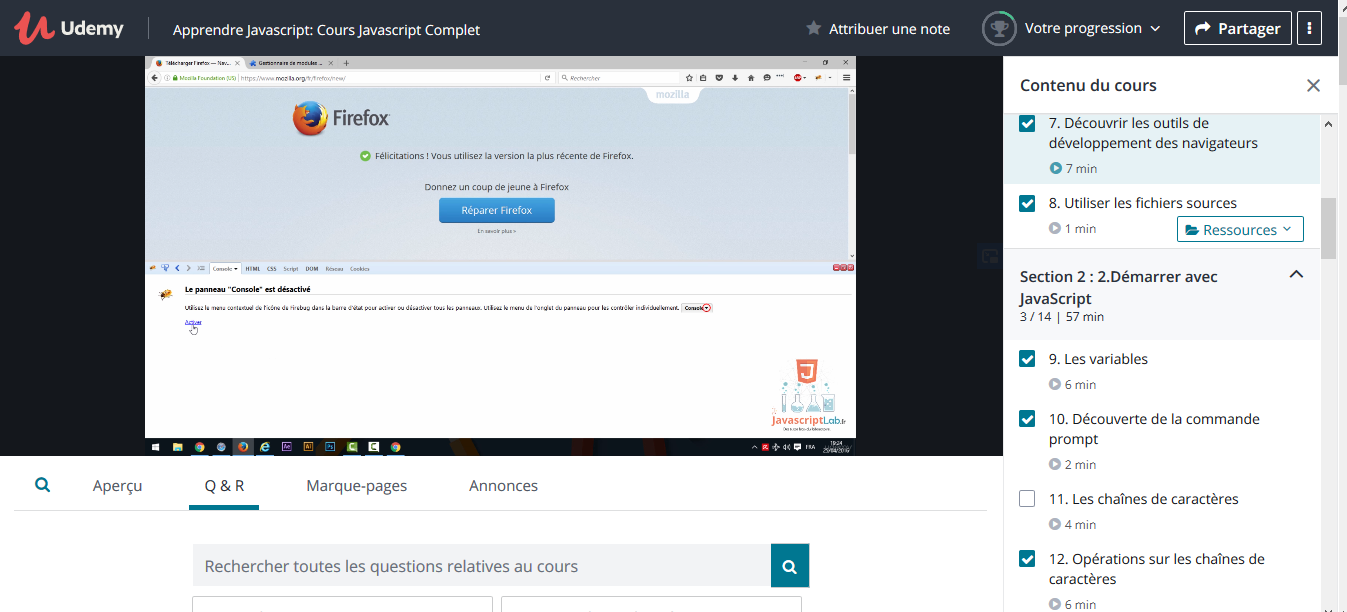 Udemy
Apprendre Javascript: Cours Javascript Complet
Attribuer une note
Votre progression
Partager
Télécharger Firefox — Nav...
Gestionnaire de modules ...
Mozilla Foundation (US)
https://www.mozilla.org/fr/firefox/new/
Rechercher
mozilla
Firefox
Félicitations ! Vous utilisez la version la plus récente de Firefox.
Donnez un coup de jeune à Firefox
Réparer Firefox
En savoir plus »
Console
HTML
CSS
Script
DOM
Réseau
Cookies
Le panneau "Console" est désactivé
Utilisez le menu contextuel de l'icône de Firebug dans la barre d'état pour activer ou désactiver tous les panneaux. Utilisez le menu de l'onglet du panneau pour les contrôler individuellement.
Console
Activer
JavascriptLab.fr
FRA
19:24
25/04/2016
Aperçu
Q & R
Marque-pages
Annonces
Rechercher toutes les questions relatives au cours
Contenu du cours
7. Découvrir les outils de
développement des navigateurs
7 min
8. Utiliser les fichiers sources
1 min
Ressources
Section 2 : 2.Démarrer avec
JavaScript
3 / 14 | 57 min
9. Les variables
6 min
10. Découverte de la commande
prompt
2 min
11. Les chaînes de caractères
4 min
12. Opérations sur les chaînes de
caractères
6 min